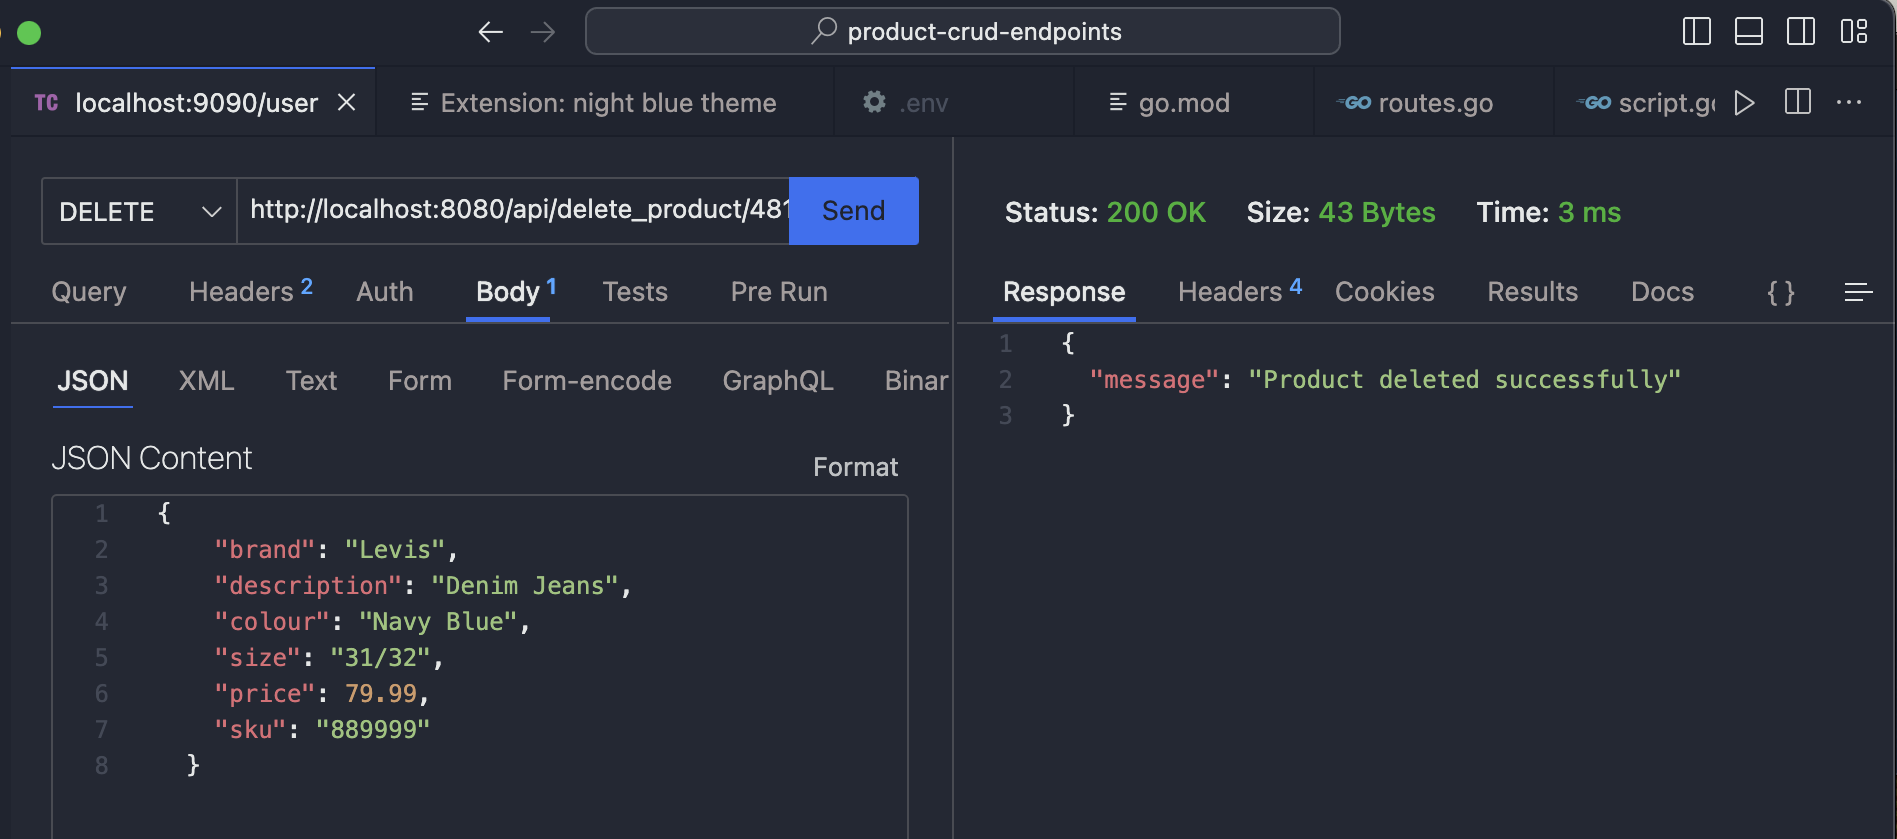 product-crud-endpoints
TC localhost:9090/user
Extension: night blue theme
.env
go.mod
GO routes.go
GO script.go
DELETE
http://localhost:8080/api/delete_product/481
Send
Status: 200 OK Size: 43 Bytes Time: 3 ms
Query Headers 2 Auth Body 1 Tests Pre Run
Response Headers 4 Cookies Results Docs { }
JSON XML Text Form Form-encode GraphQL Binar
JSON Content
Format
1 {
2 "brand": "Levis",
3 "description": "Denim Jeans",
4 "colour": "Navy Blue",
5 "size": "31/32",
6 "price": 79.99,
7 "sku": "889999"
8 }
1 {
2 "message": "Product deleted successfully"
3 }